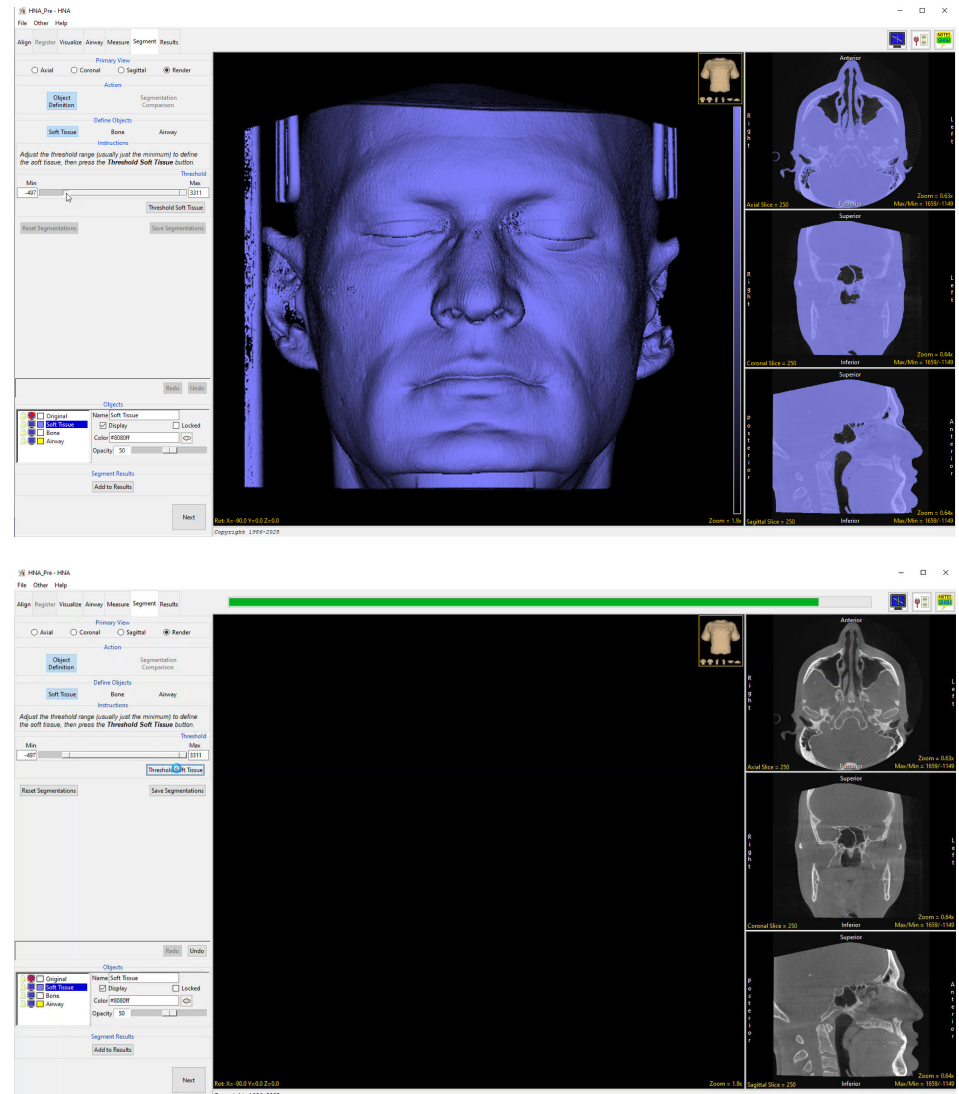 HNA_Pre - HNA
File Other Help
Align Register Visualize Airway Measure Segment Results
NOTES
SHOW
Primary View
Axial Coronal Sagittal Render
Action
Object Definition Segmentation Comparison
Define Objects
Soft Tissue Bone Airway
Instructions
Adjust the threshold range (usually just the minimum) to define
the soft tissue, then press the Threshold Soft Tissue button.
Threshold
Min Max
-497 3311
Threshold Soft Tissue
Reset Segmentations Save Segmentations
Redo Undo
Objects
Original
Soft Tissue
Bone
Airway
Name Soft Tissue
Display Locked
Color #8080ff
Opacity 50
Segment Results
Add to Results
Next
Rot: X=-90.0 Y=0.0 Z=0.0
Zoom = 1.9x
Copyright 1986-2025
Anterior
Right
Left
Posterior
Zoom = 0.63x
Axial Slice = 250
Max/Min = 1659/-1149
Superior
Right
Left
Zoom = 0.64x
Coronal Slice = 250
Inferior
Max/Min = 1659/-1149
Superior
Posterior
Anterior
Zoom = 0.64x
Sagittal Slice = 250
Inferior
Max/Min = 1659/-1149
HNA_Pre - HNA
File Other Help
Align Register Visualize Airway Measure Segment Results
NOTES
SHOW
Primary View
Axial Coronal Sagittal Render
Action
Object Definition Segmentation Comparison
Define Objects
Soft Tissue Bone Airway
Instructions
Adjust the threshold range (usually just the minimum) to define
the soft tissue, then press the Threshold Soft Tissue button.
Threshold
Min Max
-497 3311
Threshold Soft Tissue
Reset Segmentations Save Segmentations
Redo Undo
Objects
Original
Soft Tissue
Bone
Airway
Name Soft Tissue
Display Locked
Color #8080ff
Opacity 50
Segment Results
Add to Results
Next
Rot: X=-90.0 Y=0.0 Z=0.0
Zoom = 1.9x
Anterior
Right
Left
Posterior
Zoom = 0.63x
Axial Slice = 250
Max/Min = 1659/-1149
Superior
Right
Left
Zoom = 0.64x
Coronal Slice = 250
Inferior
Max/Min = 1659/-1149
Superior
Posterior
Anterior
Zoom = 0.64x
Sagittal Slice = 250
Inferior
Max/Min = 1659/-1149